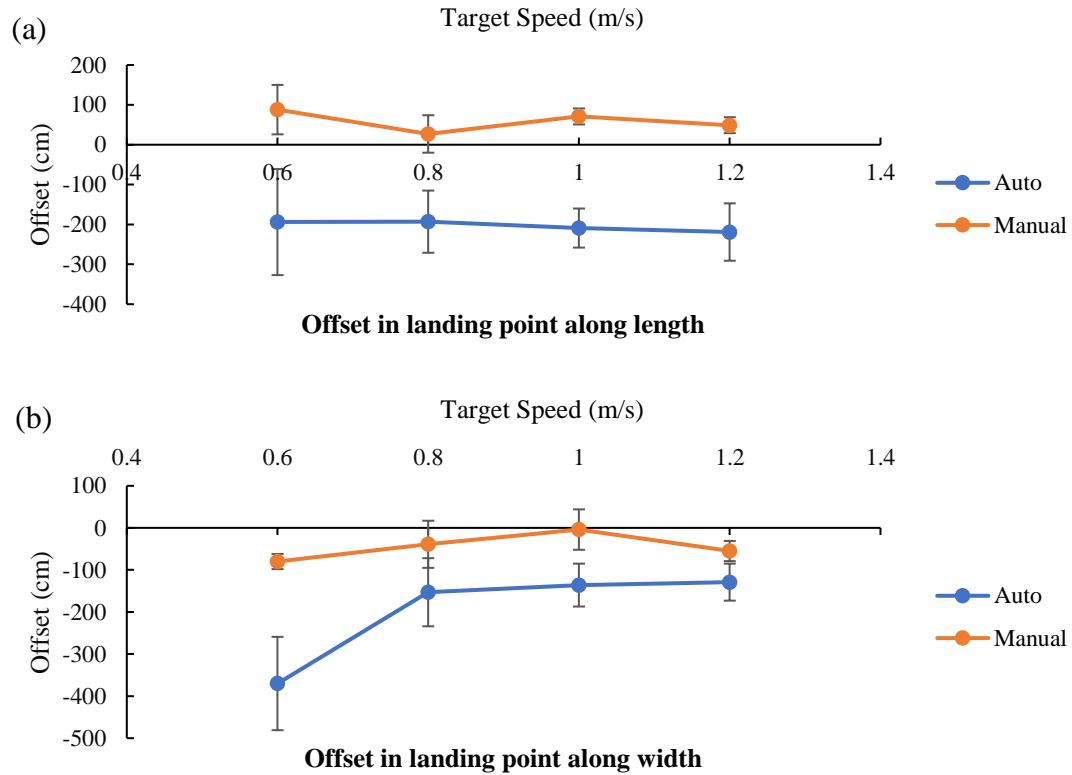 (a)
Target Speed (m/s)
200
100
0
-100
-200
-300
-400
0.4
0.6
0.8
1
1.2
1.4
Offset (cm)
Auto
Manual
Offset in landing point along length
(b)
Target Speed (m/s)
0.4
0.6
0.8
1
1.2
1.4
100
0
-100
-200
-300
-400
-500
Offset (cm)
Auto
Manual
Offset in landing point along width